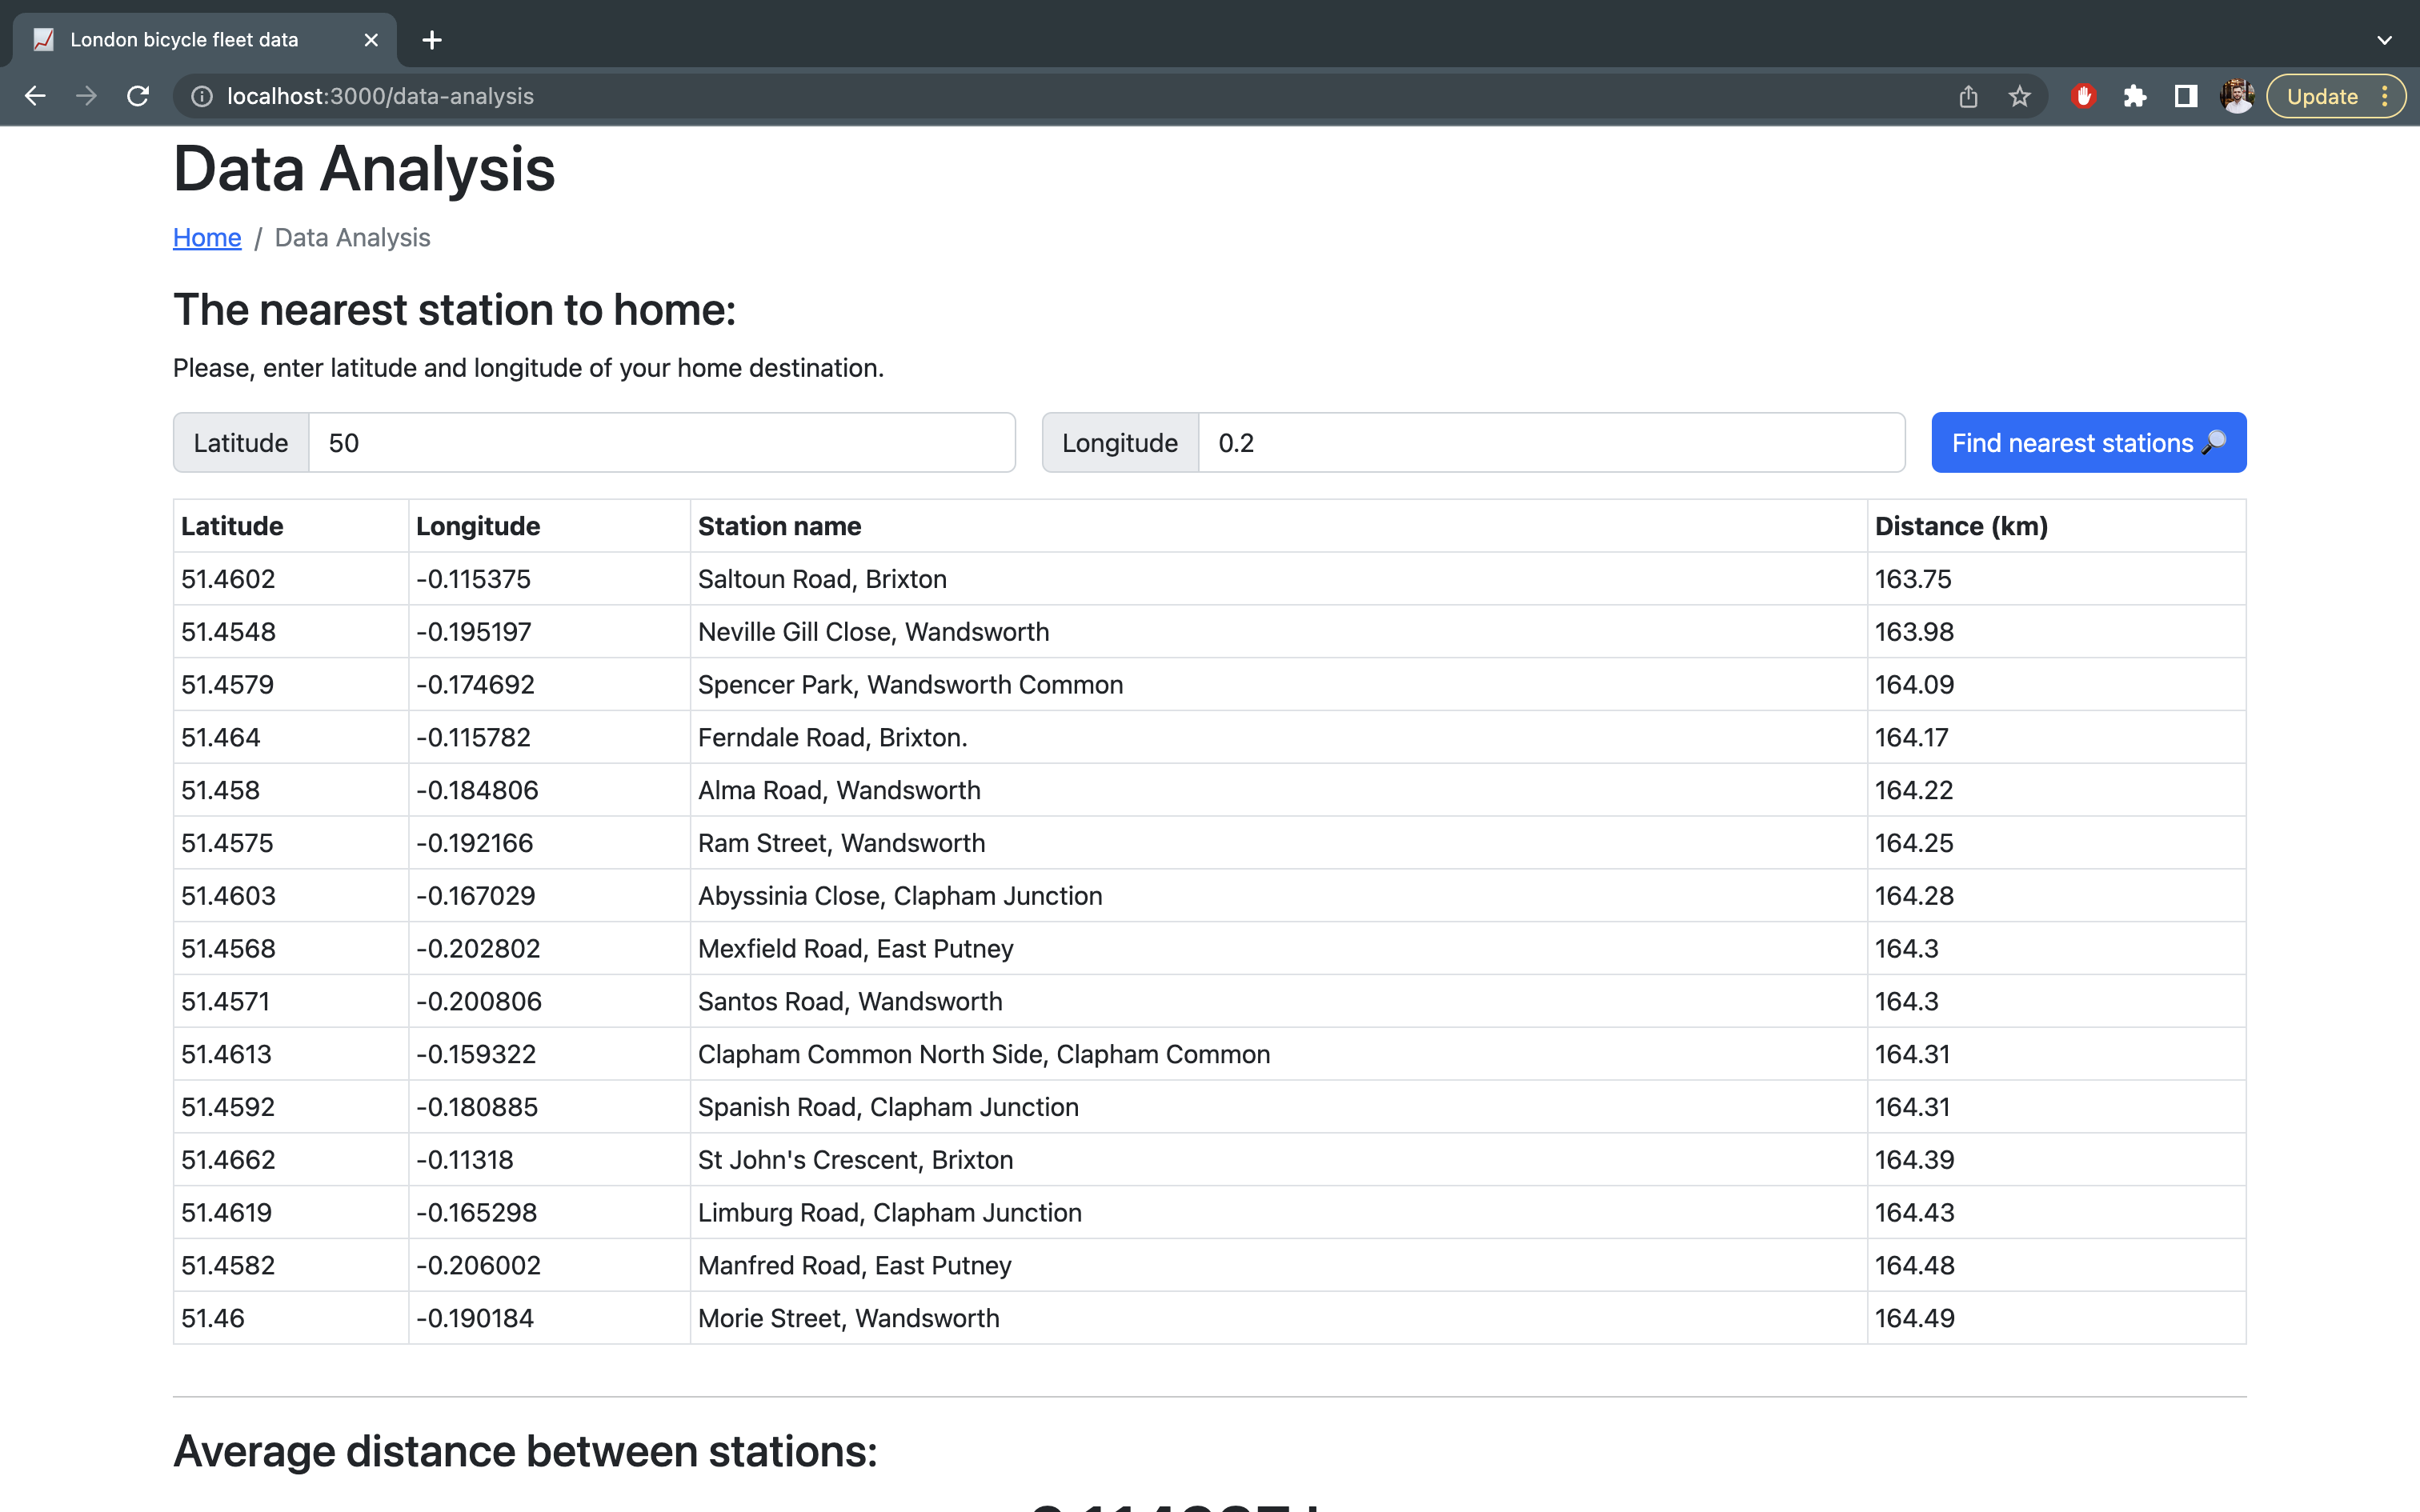 London bicycle fleet data
localhost:3000/data-analysis
Update
Data Analysis
Home / Data Analysis
The nearest station to home:
Please, enter latitude and longitude of your home destination.
Latitude 50 Longitude 0.2 Find nearest stations 🔎
Latitude Longitude Station name Distance (km)
51.4602 -0.115375 Saltoun Road, Brixton 163.75
51.4548 -0.195197 Neville Gill Close, Wandsworth 163.98
51.4579 -0.174692 Spencer Park, Wandsworth Common 164.09
51.464 -0.115782 Ferndale Road, Brixton. 164.17
51.458 -0.184806 Alma Road, Wandsworth 164.22
51.4575 -0.192166 Ram Street, Wandsworth 164.25
51.4603 -0.167029 Abyssinia Close, Clapham Junction 164.28
51.4568 -0.202802 Mexfield Road, East Putney 164.3
51.4571 -0.200806 Santos Road, Wandsworth 164.3
51.4613 -0.159322 Clapham Common North Side, Clapham Common 164.31
51.4592 -0.180885 Spanish Road, Clapham Junction 164.31
51.4662 -0.11318 St John's Crescent, Brixton 164.39
51.4619 -0.165298 Limburg Road, Clapham Junction 164.43
51.4582 -0.206002 Manfred Road, East Putney 164.48
51.46 -0.190184 Morie Street, Wandsworth 164.49
Average distance between stations: